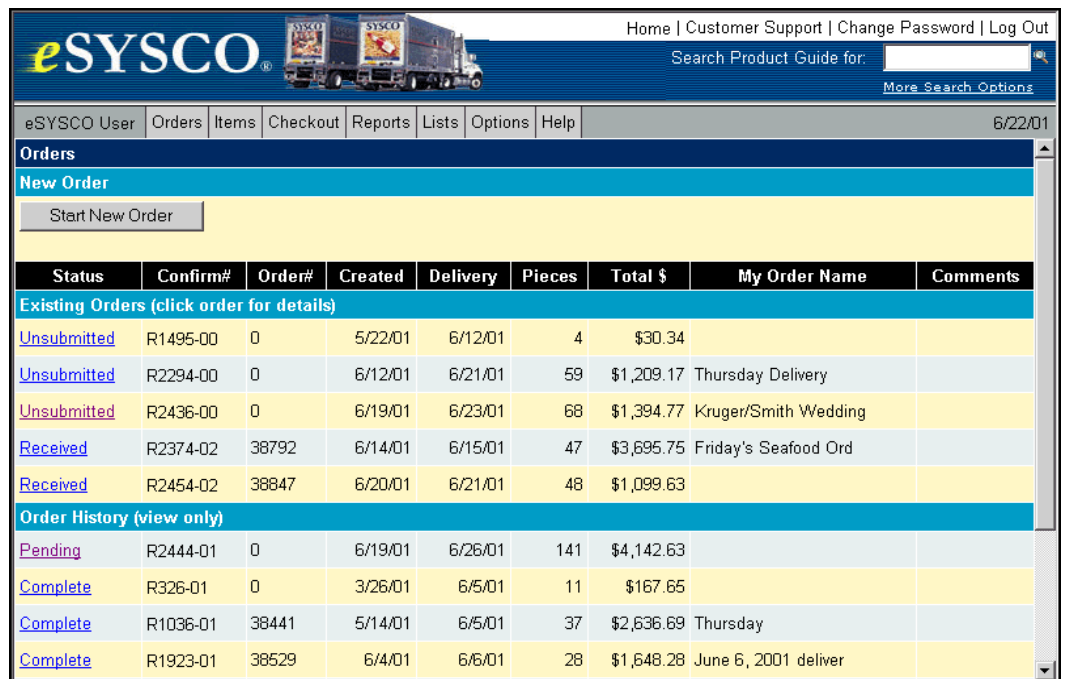 eSYSCO®
SYSCO SYSCO
Home | Customer Support | Change Password | Log Out
Search Product Guide for:
More Search Options
eSYSCO User Orders Items Checkout Reports Lists Options Help 6/22/01
Orders
New Order
Start New Order
Status Confirm# Order# Created Delivery Pieces Total $ My Order Name Comments
Existing Orders (click order for details)
Unsubmitted R1495-00 0 5/22/01 6/12/01 4 $30.34
Unsubmitted R2294-00 0 6/12/01 6/21/01 59 $1,209.17 Thursday Delivery
Unsubmitted R2436-00 0 6/19/01 6/23/01 68 $1,394.77 Kruger/Smith Wedding
Received R2374-02 38792 6/14/01 6/15/01 47 $3,695.75 Friday's Seafood Ord
Received R2454-02 38847 6/20/01 6/21/01 48 $1,099.63
Order History (view only)
Pending R2444-01 0 6/19/01 6/26/01 141 $4,142.63
Complete R326-01 0 3/26/01 6/5/01 11 $167.65
Complete R1036-01 38441 5/14/01 6/5/01 37 $2,636.69 Thursday
Complete R1923-01 38529 6/4/01 6/6/01 28 $1,648.28 June 6, 2001 deliver